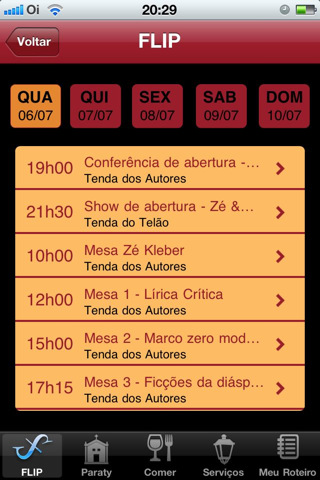 Oi 20:29
Voltar FLIP
QUA QUI SEX SAB DOM
06/07 07/07 08/07 09/07 10/07
19h00 Conferência de abertura -...
Tenda dos Autores
21h30 Show de abertura - Zé &...
Tenda do Telão
10h00 Mesa Zé Kleber
Tenda dos Autores
12h00 Mesa 1 - Lírica Crítica
Tenda dos Autores
15h00 Mesa 2 - Marco zero mod...
Tenda dos Autores
17h15 Mesa 3 - Ficções da diásp...
Tenda dos Autores
FLIP Paraty Comer Serviços Meu Roteiro